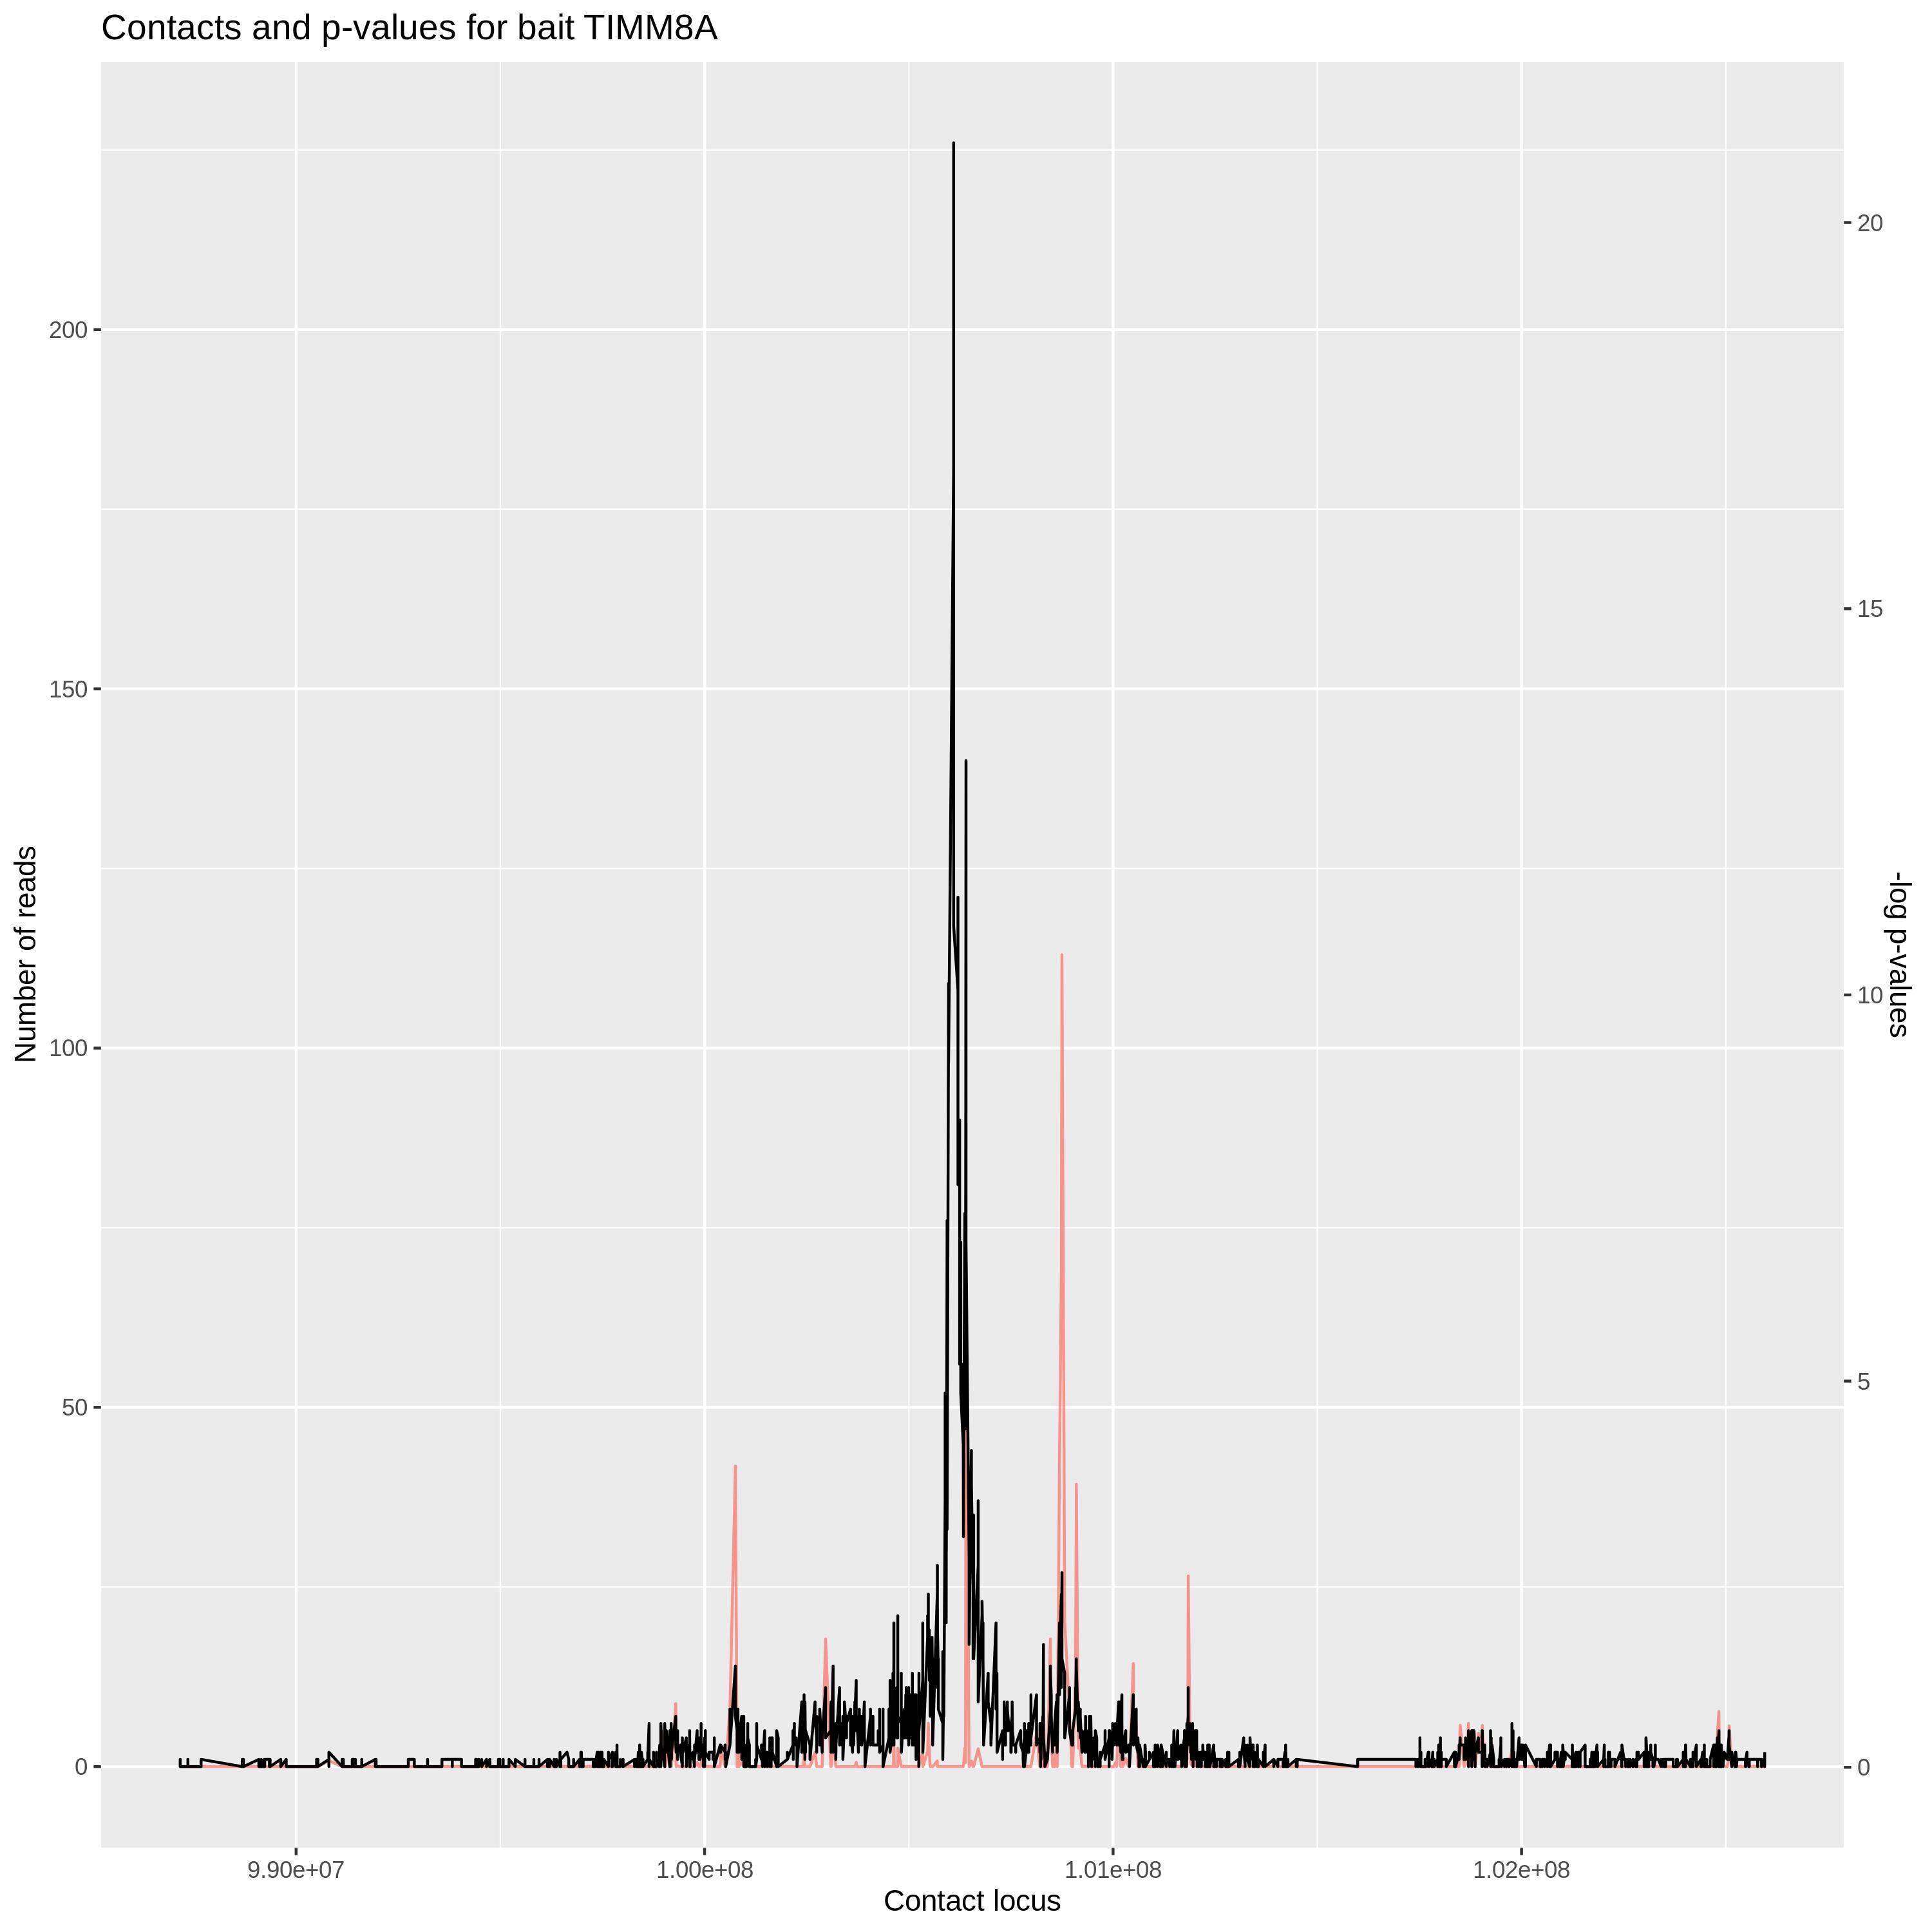 Contacts and p-values for bait TIMM8A
Number of reads
200
150
100
50
0
20
15
10
5
0
-log p-values
9.90e+07
1.00e+08
1.01e+08
1.02e+08
Contact locus